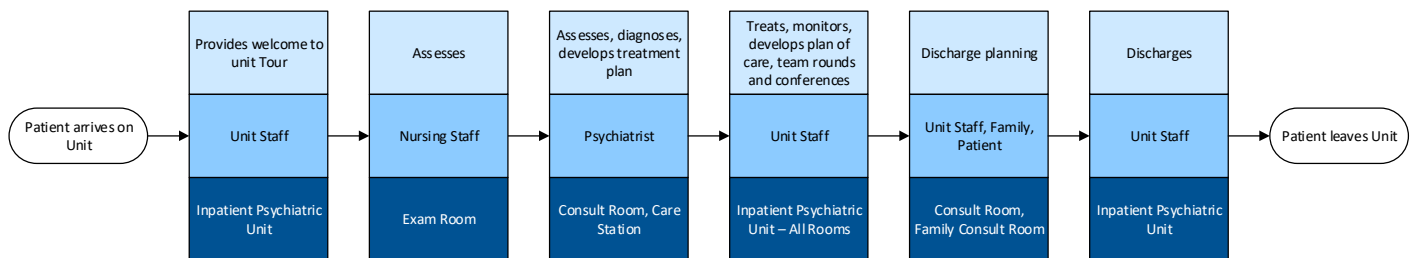 Patient arrives on
Unit
Provides welcome to
unit Tour
Unit Staff
Inpatient Psychiatric
Unit
Assesses
Nursing Staff
Exam Room
Assesses, diagnoses,
develops treatment
plan
Psychiatrist
Consult Room, Care
Station
Treats, monitors,
develops plan of
care, team rounds
and conferences
Unit Staff
Inpatient Psychiatric
Unit – All Rooms
Discharge planning
Unit Staff, Family,
Patient
Consult Room,
Family Consult Room
Discharges
Unit Staff
Inpatient Psychiatric
Unit
Patient leaves Unit